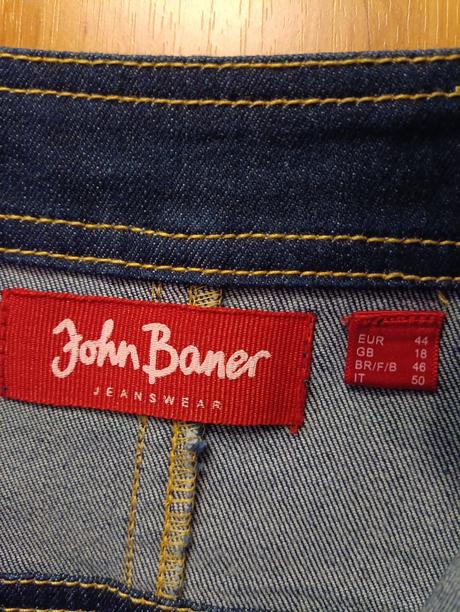 John Baner
JEANSWEAR
EUR 44
GB 18
BR/F/B 46
IT 50